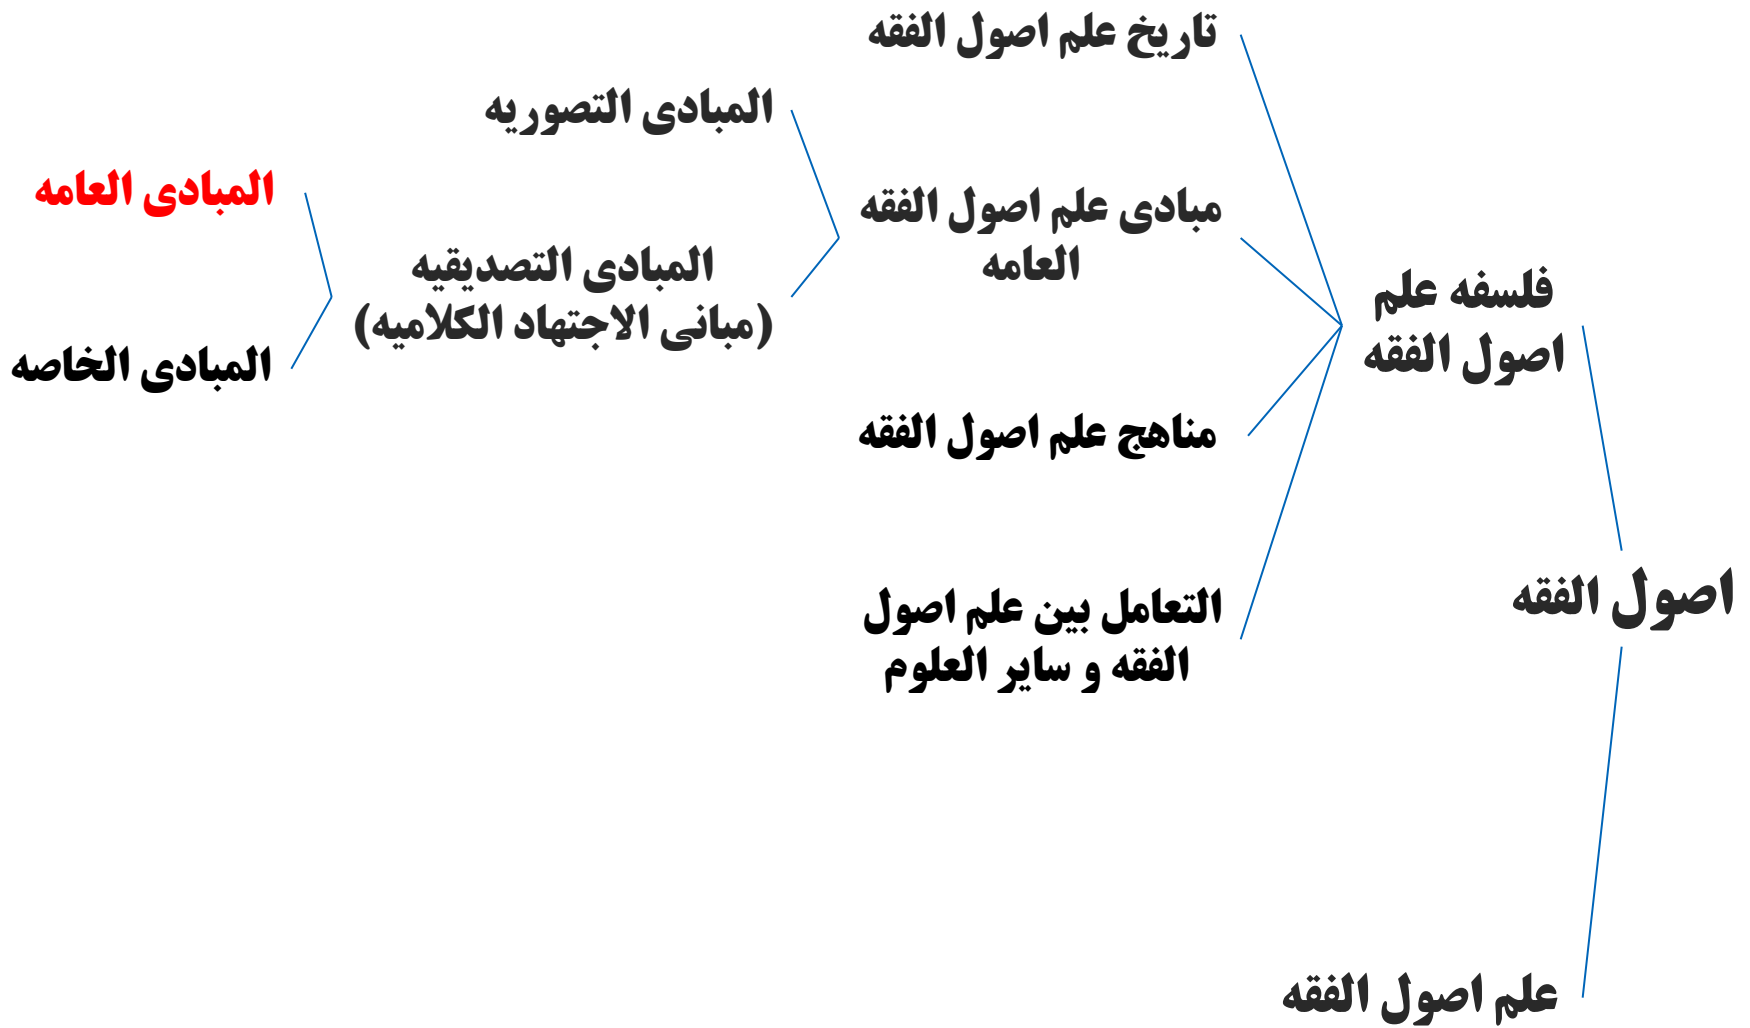 اصول الفقه
فلسفه علم
اصول الفقه
تاریخ علم اصول الفقه
مبادی علم اصول الفقه
العامه
المبادی التصوریه
المبادی التصدیقیه
(مبانی الاجتهاد الکلامیه)
المبادی العامه
المبادی الخاصه
مناهج علم اصول الفقه
التعامل بین علم اصول
الفقه و سایر العلوم
علم اصول الفقه